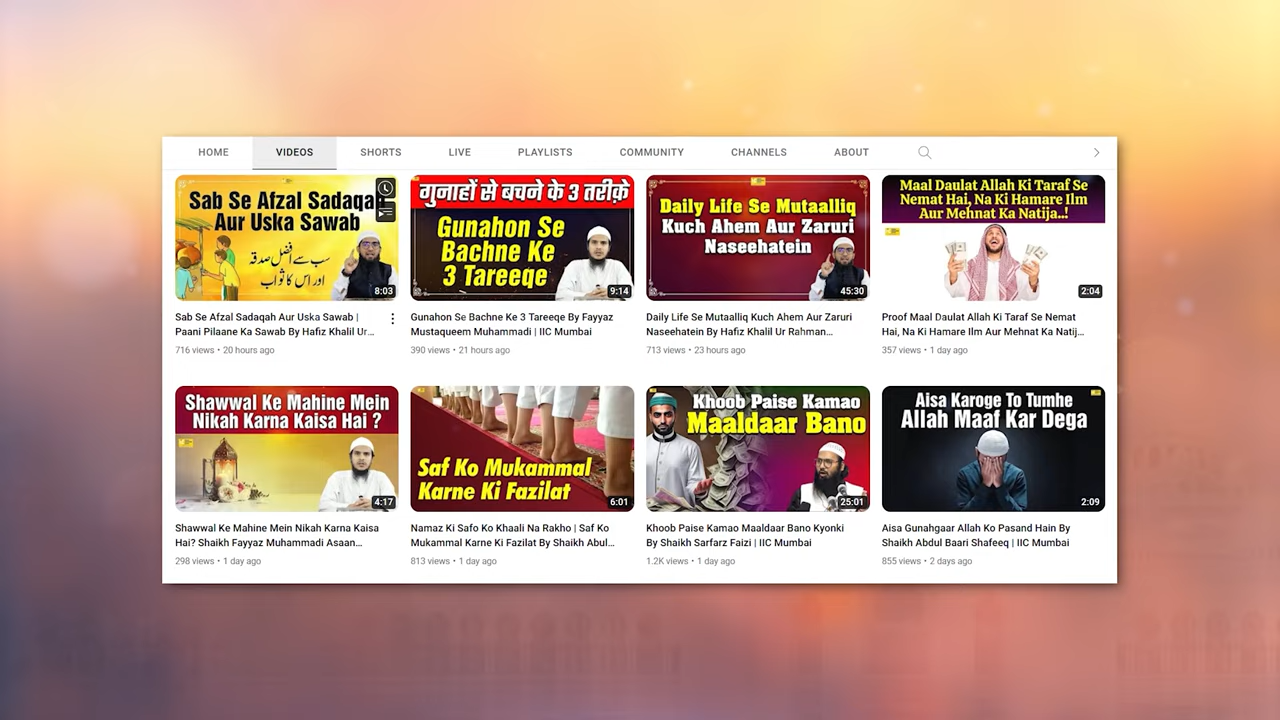 HOME VIDEOS SHORTS LIVE PLAYLISTS COMMUNITY CHANNELS ABOUT
Sab Se Afzal Sadaqah
Aur Uska Sawab
سب سے افضل صدقہ
اور اس کا ثواب
8:03
Sab Se Afzal Sadaqah Aur Uska Sawab |
Paani Pilaane Ka Sawab By Hafiz Khalil Ur...
716 views • 20 hours ago
गुनाहों से बचने के 3 तरीक़े
Gunahon Se
Bachne Ke
3 Tareeqe
9:14
Gunahon Se Bachne Ke 3 Tareeqe By Fayyaz
Mustaqueem Muhammadi | IIC Mumbai
390 views • 21 hours ago
Daily Life Se Mutaalliq
Kuch Ahem Aur Zaruri
Naseehatein
45:30
Daily Life Se Mutaalliq Kuch Ahem Aur Zaruri
Naseehatein By Hafiz Khalil Ur Rahman...
713 views • 23 hours ago
Maal Daulat Allah Ki Taraf Se
Nemat Hai, Na Ki Hamare Ilm
Aur Mehnat Ka Natija..!
2:04
Proof Maal Daulat Allah Ki Taraf Se Nemat
Hai, Na Ki Hamare Ilm Aur Mehnat Ka Natij...
357 views • 1 day ago
Shawwal Ke Mahine Mein
Nikah Karna Kaisa Hai ?
4:17
Shawwal Ke Mahine Mein Nikah Karna Kaisa
Hai? Shaikh Fayyaz Muhammadi Asaan...
298 views • 1 day ago
Saf Ko Mukammal
Karne Ki Fazilat
6:01
Namaz Ki Safo Ko Khaali Na Rakho | Saf Ko
Mukammal Karne Ki Fazilat By Shaikh Abul...
813 views • 1 day ago
Khoob Paise Kamao
Maaldaar Bano
25:01
Khoob Paise Kamao Maaldaar Bano Kyonki
By Shaikh Sarfarz Faizi | IIC Mumbai
1.2K views • 1 day ago
Aisa Karoge To Tumhe
Allah Maaf Kar Dega
2:09
Aisa Gunahgaar Allah Ko Pasand Hain By
Shaikh Abdul Baari Shafeeq | IIC Mumbai
855 views • 2 days ago